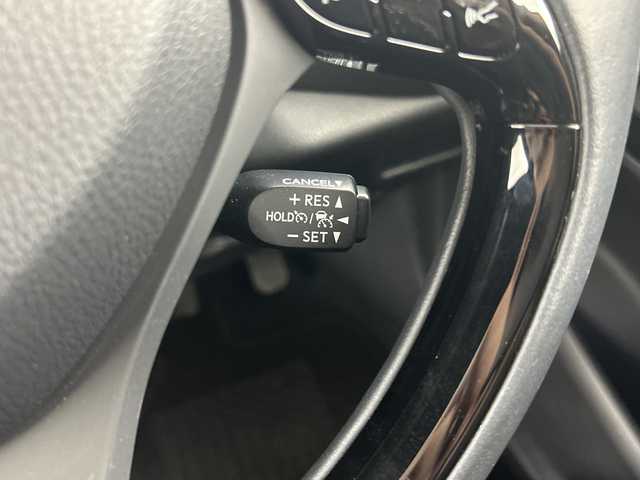 CANCEL
+ RES ▲
HOLD / ◄
− SET ▼